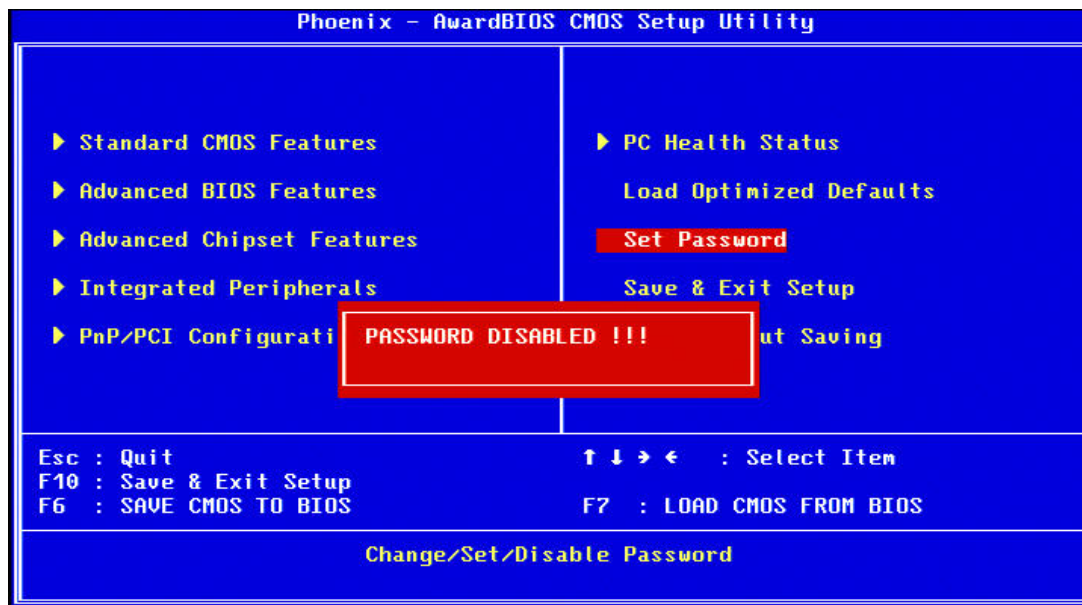 Phoenix - AwardBIOS CMOS Setup Utility
Standard CMOS Features
Advanced BIOS Features
Advanced Chipset Features
Integrated Peripherals
PnP/PCI Configurati
PC Health Status
Load Optimized Defaults
Set Password
Save & Exit Setup
ut Saving
PASSWORD DISABLED !!!
Esc : Quit
F10 : Save & Exit Setup
F6 : SAVE CMOS TO BIOS
↑ ↓ → ← : Select Item
F7 : LOAD CMOS FROM BIOS
Change/Set/Disable Password